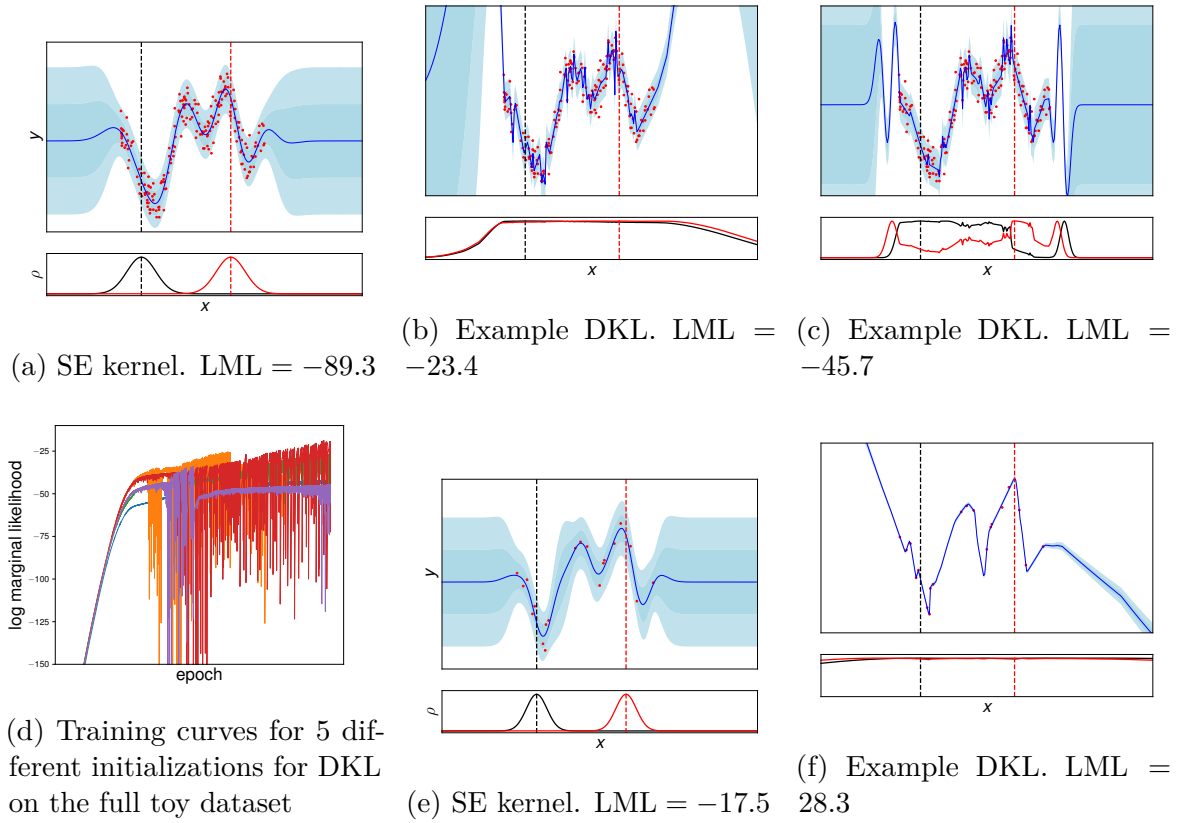 y
ρ
x
(a) SE kernel. LML = −89.3
x
(b) Example DKL. LML =
−23.4
x
(c) Example DKL. LML =
−45.7
log marginal likelihood
−25
−50
−75
−100
−125
−150
epoch
(d) Training curves for 5 dif-
ferent initializations for DKL
on the full toy dataset
y
ρ
x
(e) SE kernel. LML = −17.5
x
(f) Example DKL. LML =
28.3